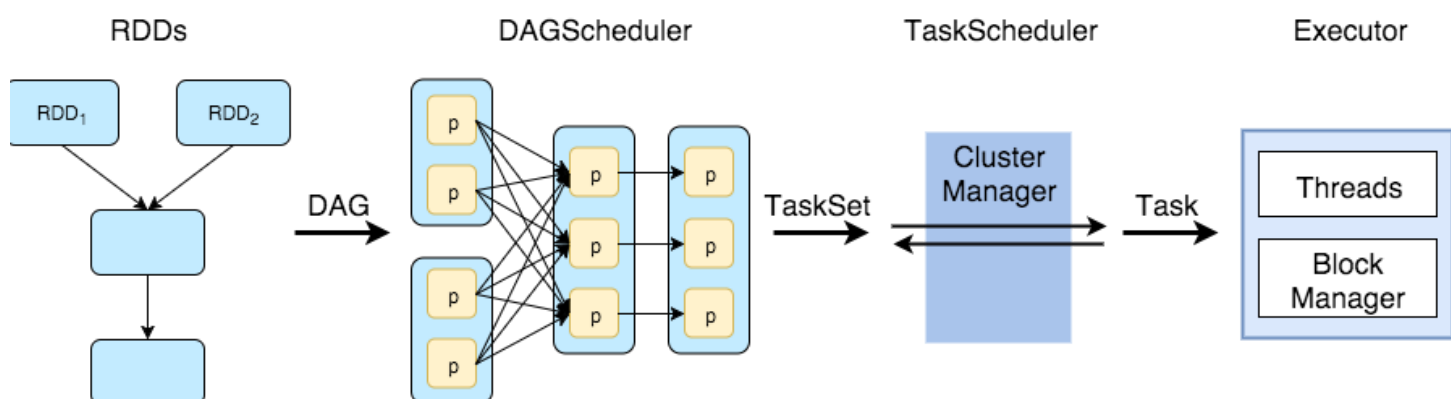 RDDs
DAGScheduler
TaskScheduler
Executor
RDD₁
RDD₂
DAG
p
p
p
p
p
p
p
p
p
p
TaskSet
Cluster
Manager
Task
Threads
Block
Manager